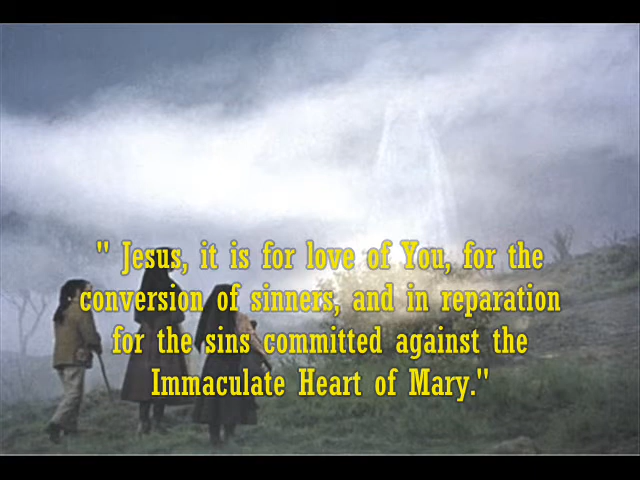 " Jesus, it is for love of You, for the
conversion of sinners, and in reparation
for the sins committed against the
Immaculate Heart of Mary."